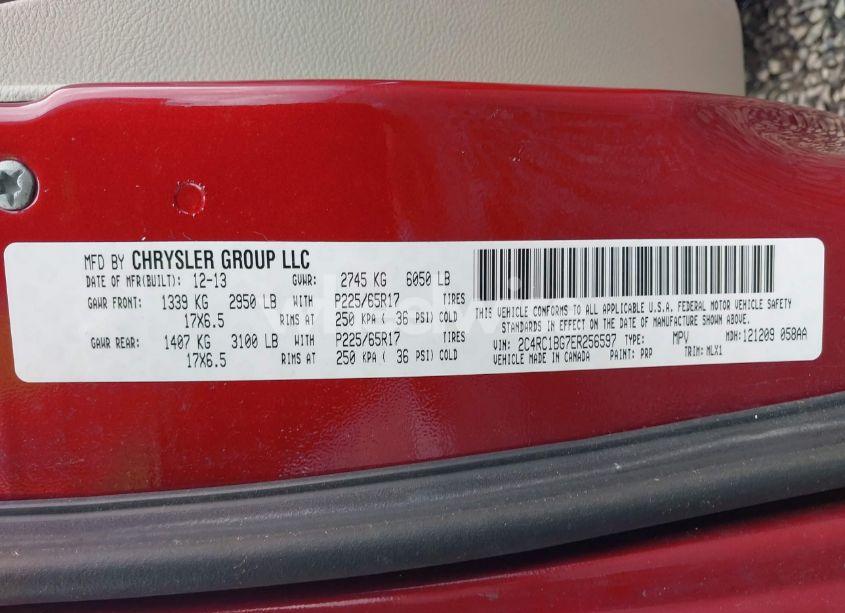 MFD BY CHRYSLER GROUP LLC
DATE OF MFR(BUILT): 12-13 GVWR: 2745 KG 6050 LB
GAWR FRONT: 1339 KG 2950 LB WITH P225/65R17 TIRES
17X6.5 RIMS AT 250 KPA ( 36 PSI) COLD
GAWR REAR: 1407 KG 3100 LB WITH P225/65R17 TIRES
17X6.5 RIMS AT 250 KPA ( 36 PSI) COLD
THIS VEHICLE CONFORMS TO ALL APPLICABLE U.S.A. FEDERAL MOTOR VEHICLE SAFETY
STANDARDS IN EFFECT ON THE DATE OF MANUFACTURE SHOWN ABOVE.
VIN: 2C4RC1BG7ER256597 TYPE: MPV MDH: 121209 058AA
VEHICLE MADE IN CANADA PAINT: PRP TRIM: MLX1